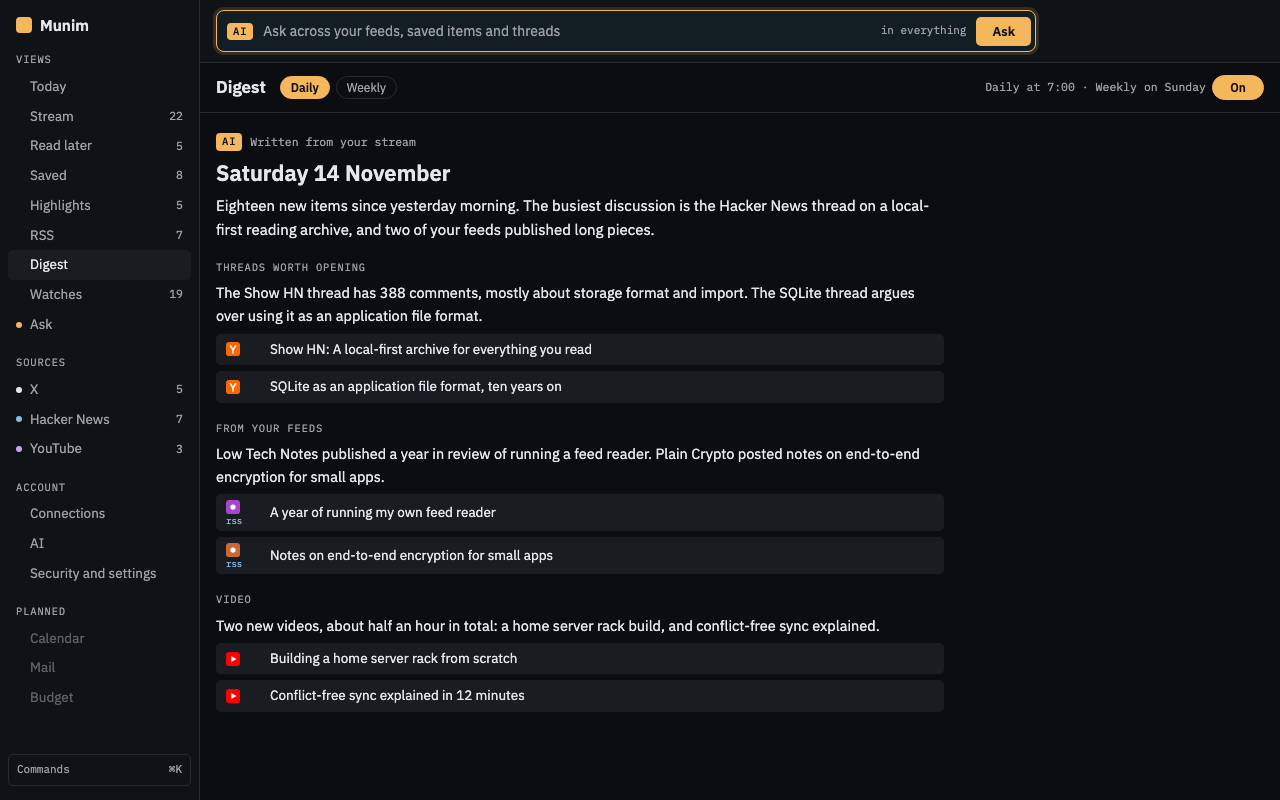 Munim
VIEWS
Today
Stream 22
Read later 5
Saved 8
Highlights 5
RSS 7
Digest
Watches 19
Ask
SOURCES
X 5
Hacker News 7
YouTube 3
ACCOUNT
Connections
AI
Security and settings
PLANNED
Calendar
Mail
Budget
Commands ⌘K
AI Ask across your feeds, saved items and threads in everything Ask
Digest Daily Weekly Daily at 7:00 · Weekly on Sunday On
AI Written from your stream
Saturday 14 November
Eighteen new items since yesterday morning. The busiest discussion is the Hacker News thread on a local-
first reading archive, and two of your feeds published long pieces.
THREADS WORTH OPENING
The Show HN thread has 388 comments, mostly about storage format and import. The SQLite thread argues
over using it as an application file format.
Y Show HN: A local-first archive for everything you read
Y SQLite as an application file format, ten years on
FROM YOUR FEEDS
Low Tech Notes published a year in review of running a feed reader. Plain Crypto posted notes on end-to-end
encryption for small apps.
rss A year of running my own feed reader
rss Notes on end-to-end encryption for small apps
VIDEO
Two new videos, about half an hour in total: a home server rack build, and conflict-free sync explained.
Building a home server rack from scratch
Conflict-free sync explained in 12 minutes